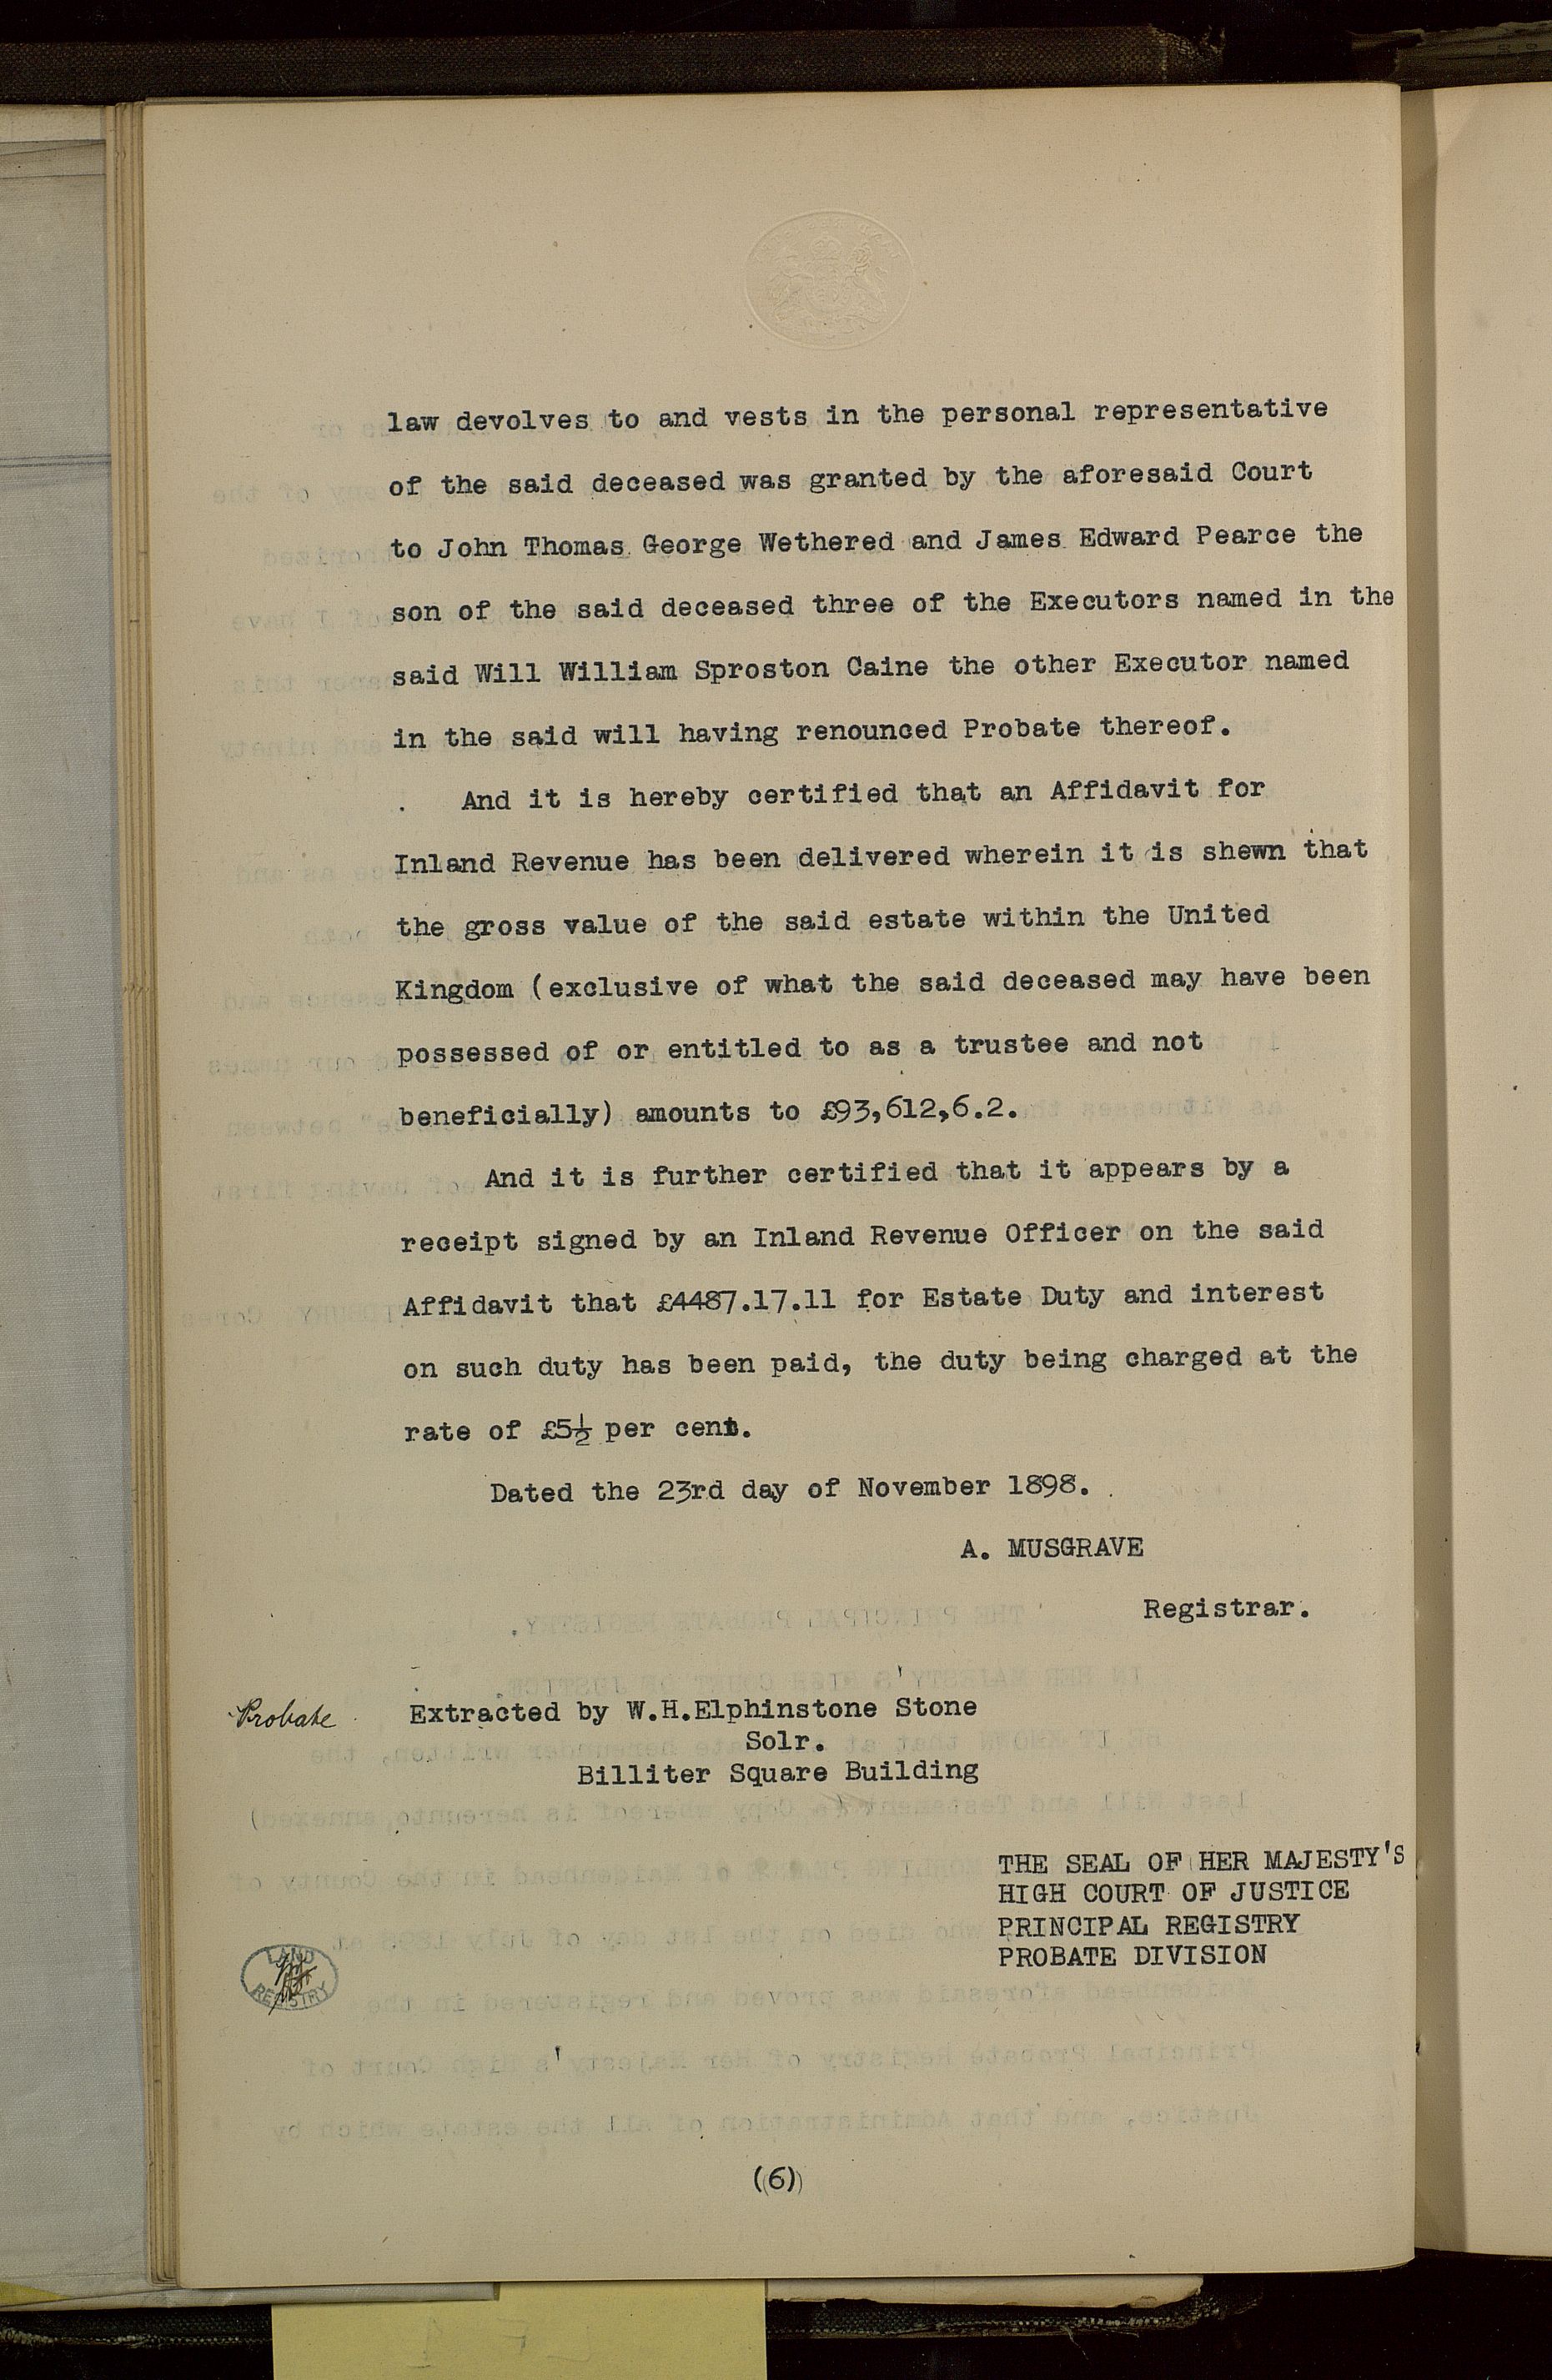 law devolves to and vests in the personal representative
of the said deceased was granted by the aforesaid Court
to John Thomas George Wethered and James Edward Pearce the
son of the said deceased three of the Executors named in the
said Will William Sproston Caine the other Executor named
in the said will having renounced Probate thereof.
And it is hereby certified that an Affidavit for
Inland Revenue has been delivered wherein it is shewn that
the gross value of the said estate within the United
Kingdom (exclusive of what the said deceased may have been
possessed of or entitled to as a trustee and not
beneficially) amounts to £93,612,6.2.
And it is further certified that it appears by a
receipt signed by an Inland Revenue Officer on the said
Affidavit that £4487.17.11 for Estate Duty and interest
on such duty has been paid, the duty being charged at the
rate of £5½ per cent.
Dated the 23rd day of November 1898.
A. MUSGRAVE
Registrar.
Probate
Extracted by W.H.Elphinstone Stone
Solr.
Billiter Square Building
THE SEAL OF HER MAJESTY'S
HIGH COURT OF JUSTICE
PRINCIPAL REGISTRY
PROBATE DIVISION
LAND
REGISTRY
(6)